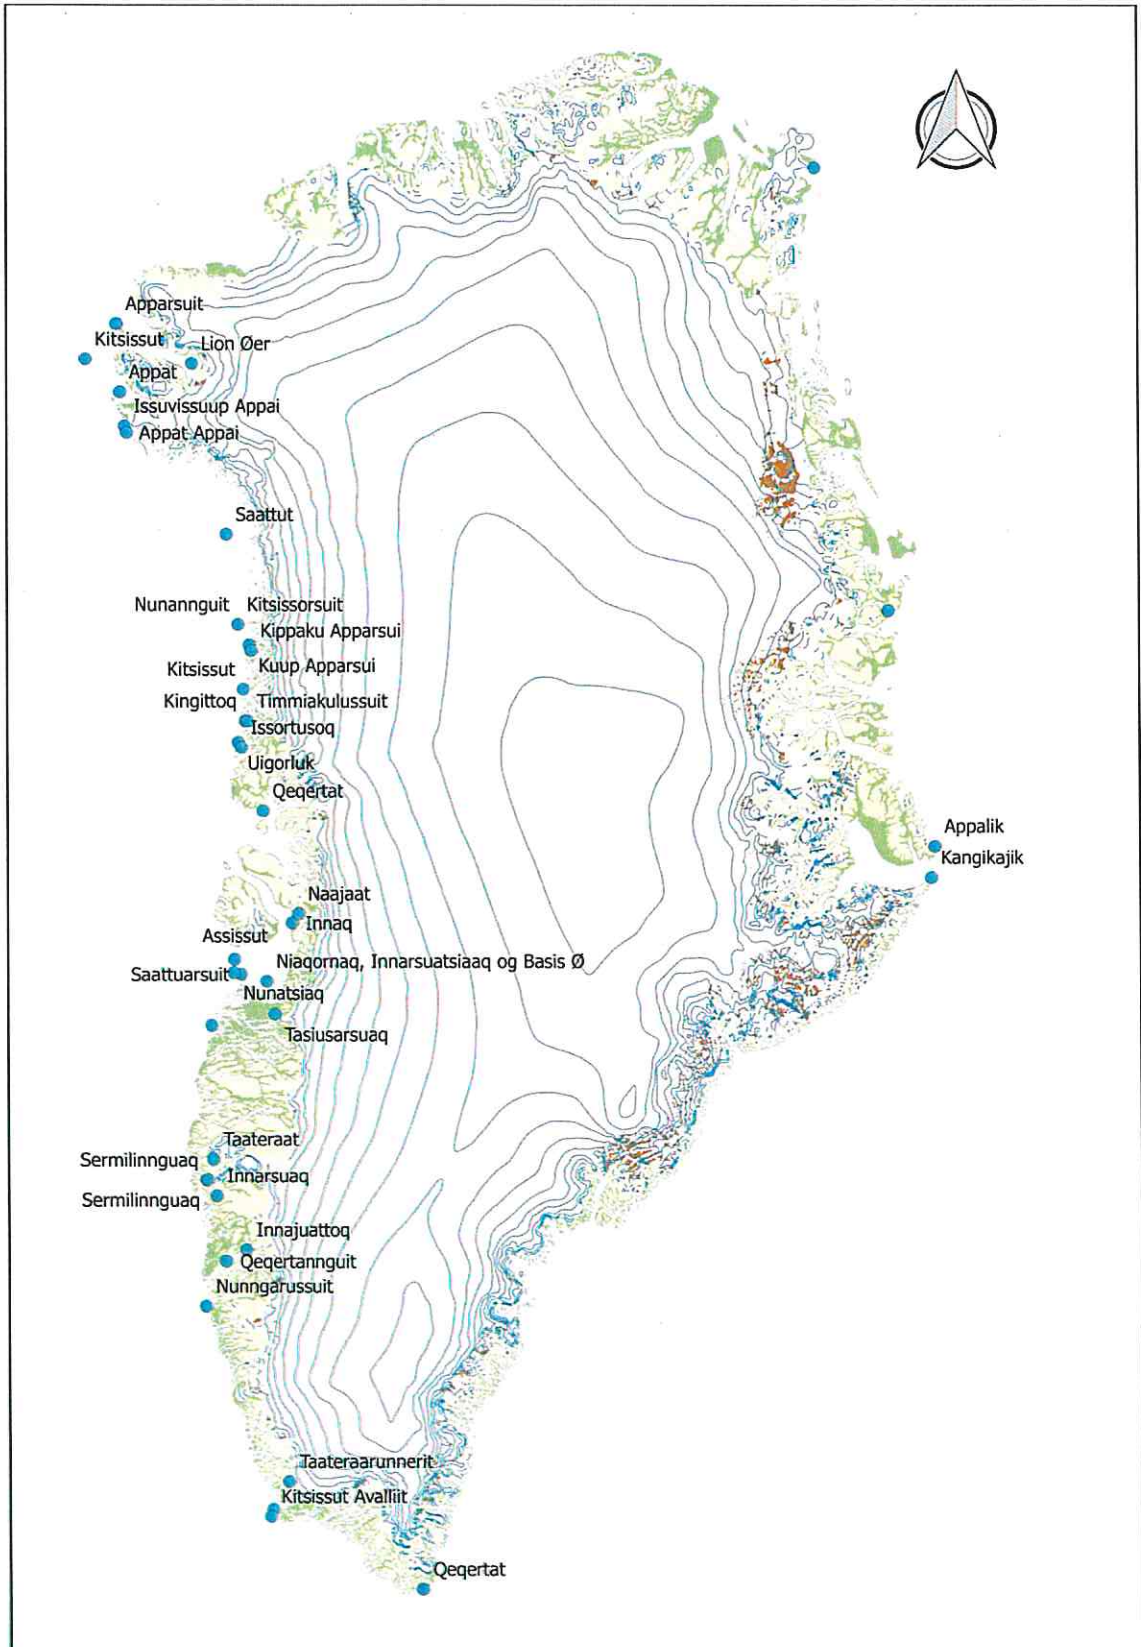 Apparsuit
Kitsissut
Lion Øer
Appat
Issuvissuup Appai
Appat Appai
Saattut
Nunannguit
Kitsissorsuit
Kippaku Apparsui
Kitsissut
Kuup Apparsui
Kingittoq
Timmiakulussuit
Issortusoq
Uigorluk
Qeqertat
Appalik
Kangikajik
Naajaat
Innaq
Assissut
Niaqornaq, Innarsuatsiaaq og Basis Ø
Saattuarsuit
Nunatsiaq
Tasiusarsuaq
Taateraat
Sermilinnguaq
Innarsuaq
Sermilinnguaq
Innajuattoq
Qeqertannguit
Nunngarussuit
Taateraarunnerit
Kitsissut Avalliit
Qeqertat